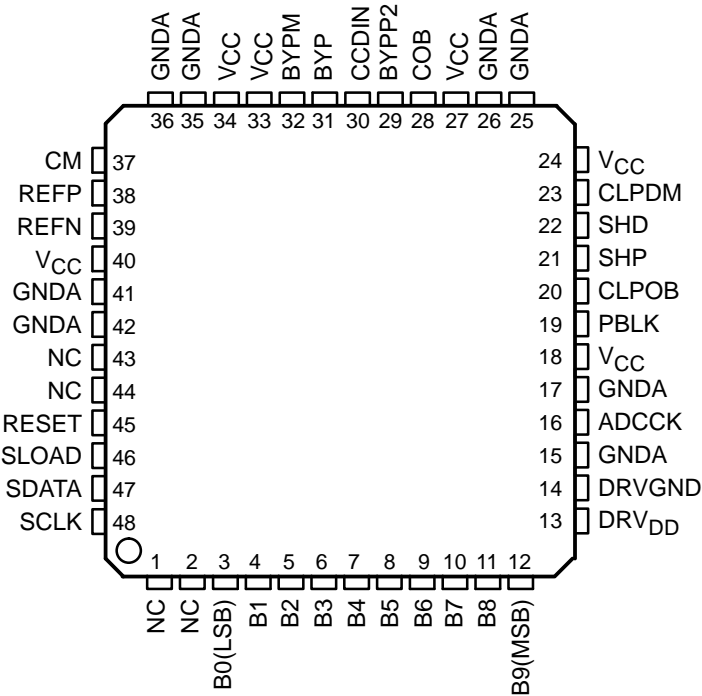 GNDA
GNDA
VCC
VCC
BYPM
BYP
CCDIN
BYPP2
COB
VCC
GNDA
GNDA
36 35 34 33 32 31 30 29 28 27 26 25
CM 37 24 VCC
REFP 38 23 CLPDM
REFN 39 22 SHD
VCC 40 21 SHP
GNDA 41 20 CLPOB
GNDA 42 19 PBLK
NC 43 18 VCC
NC 44 17 GNDA
RESET 45 16 ADCCK
SLOAD 46 15 GNDA
SDATA 47 14 DRVGND
SCLK 48 13 DRVDD
1 2 3 4 5 6 7 8 9 10 11 12
NC
NC
B0(LSB)
B1
B2
B3
B4
B5
B6
B7
B8
B9(MSB)